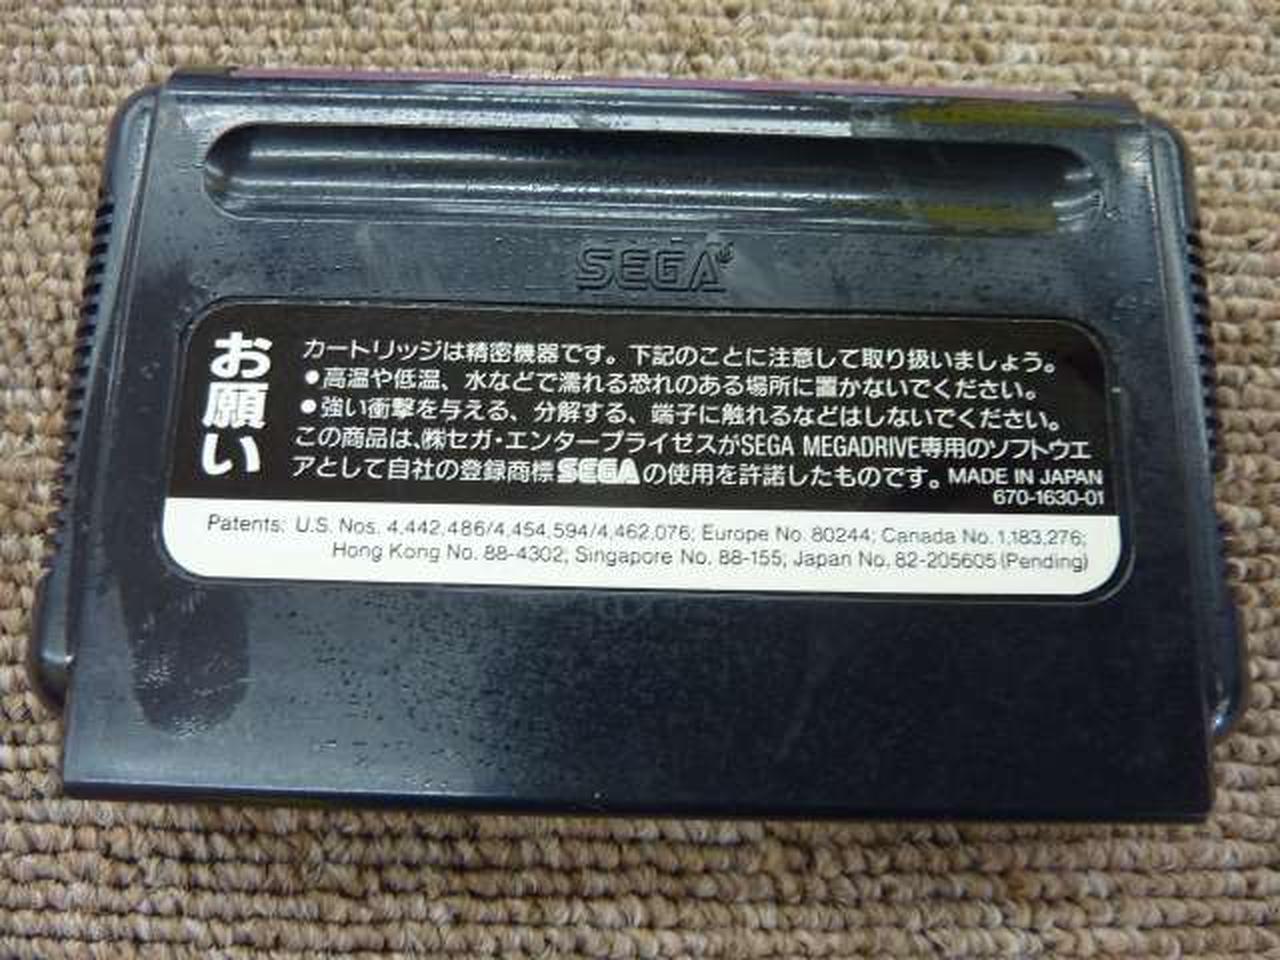 SEGA
お願い
カートリッジは精密機器です。下記のことに注意して取り扱いましょう。
●高温や低温、水などで濡れる恐れのある場所に置かないでください。
●強い衝撃を与える、分解する、端子に触れるなどはしないでください。
この商品は、㈱セガ・エンタープライゼスがSEGA MEGADRIVE専用のソフトウエ
アとして自社の登録商標SEGAの使用を許諾したものです。MADE IN JAPAN
670-1630-01
Patents: U.S. Nos. 4,442,486/4,454,594/4,462,076; Europe No. 80244; Canada No. 1,183,276;
Hong Kong No. 88-4302; Singapore No. 88-155; Japan No. 82-205605 (Pending)